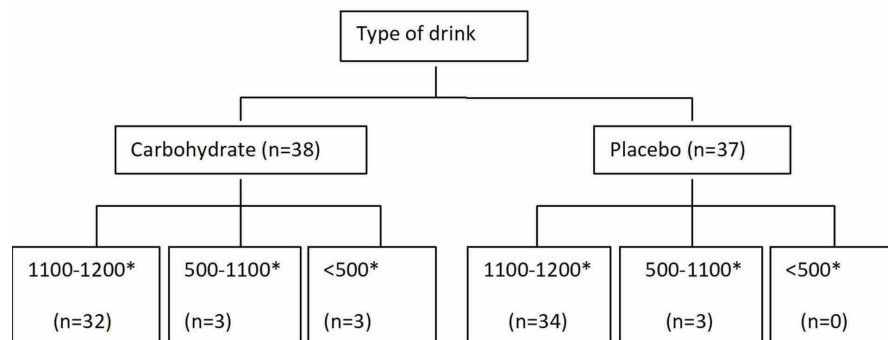 Type of drink
Carbohydrate (n=38)
Placebo (n=37)
1100-1200*
(n=32)
500-1100*
(n=3)
<500*
(n=3)
1100-1200*
(n=34)
500-1100*
(n=3)
<500*
(n=0)